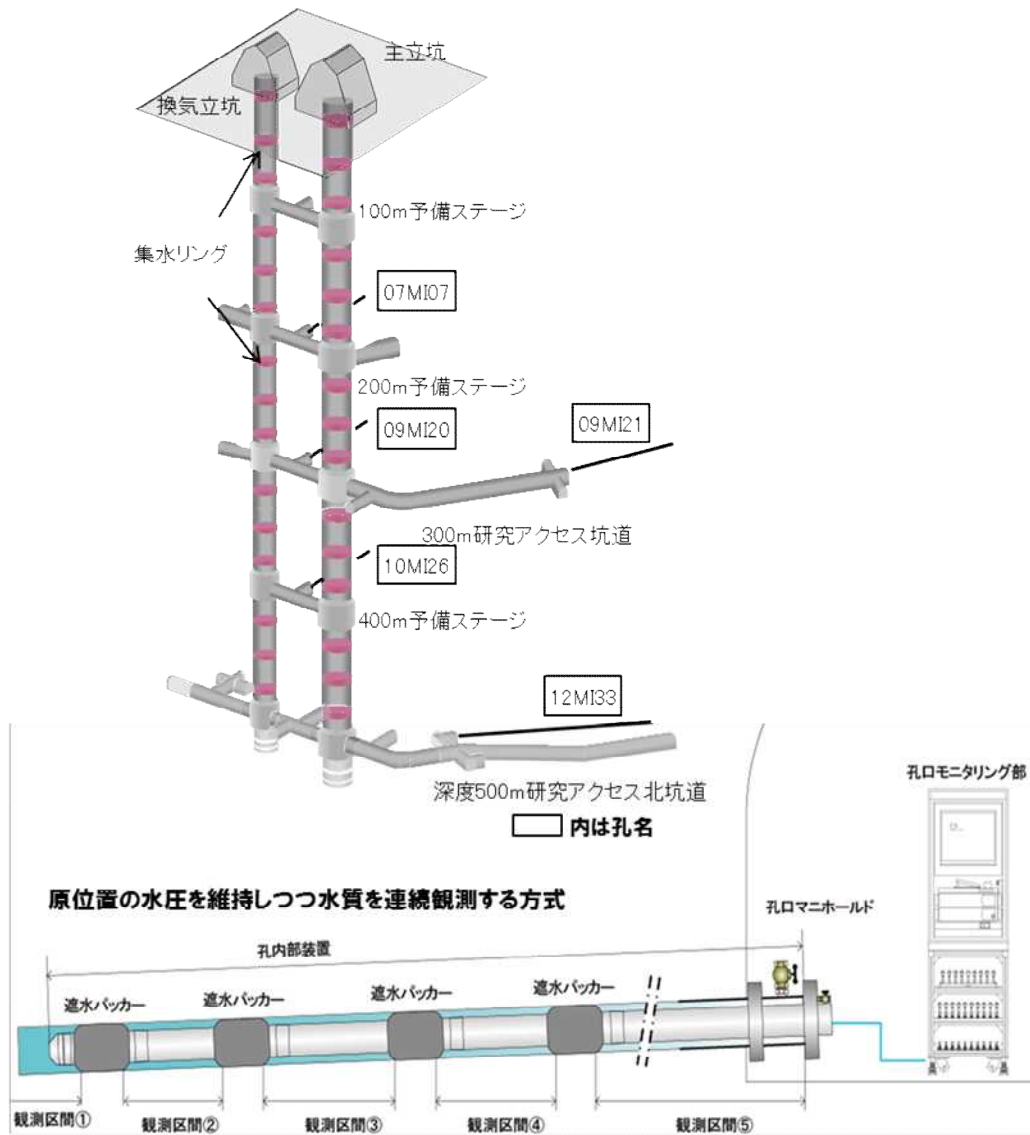 主立坑
換気立坑
100m予備ステージ
集水リング
07MI07
200m予備ステージ
09MI20
09MI21
300m研究アクセス坑道
10MI26
400m予備ステージ
12MI33
深度500m研究アクセス北坑道
内は孔名
孔口モニタリング部
原位置の水圧を維持しつつ水質を連続観測する方式
孔口マニホールド
孔内部装置
遮水パッカー
遮水パッカー
遮水パッカー
遮水パッカー
観測区間①
観測区間②
観測区間③
観測区間④
観測区間⑤